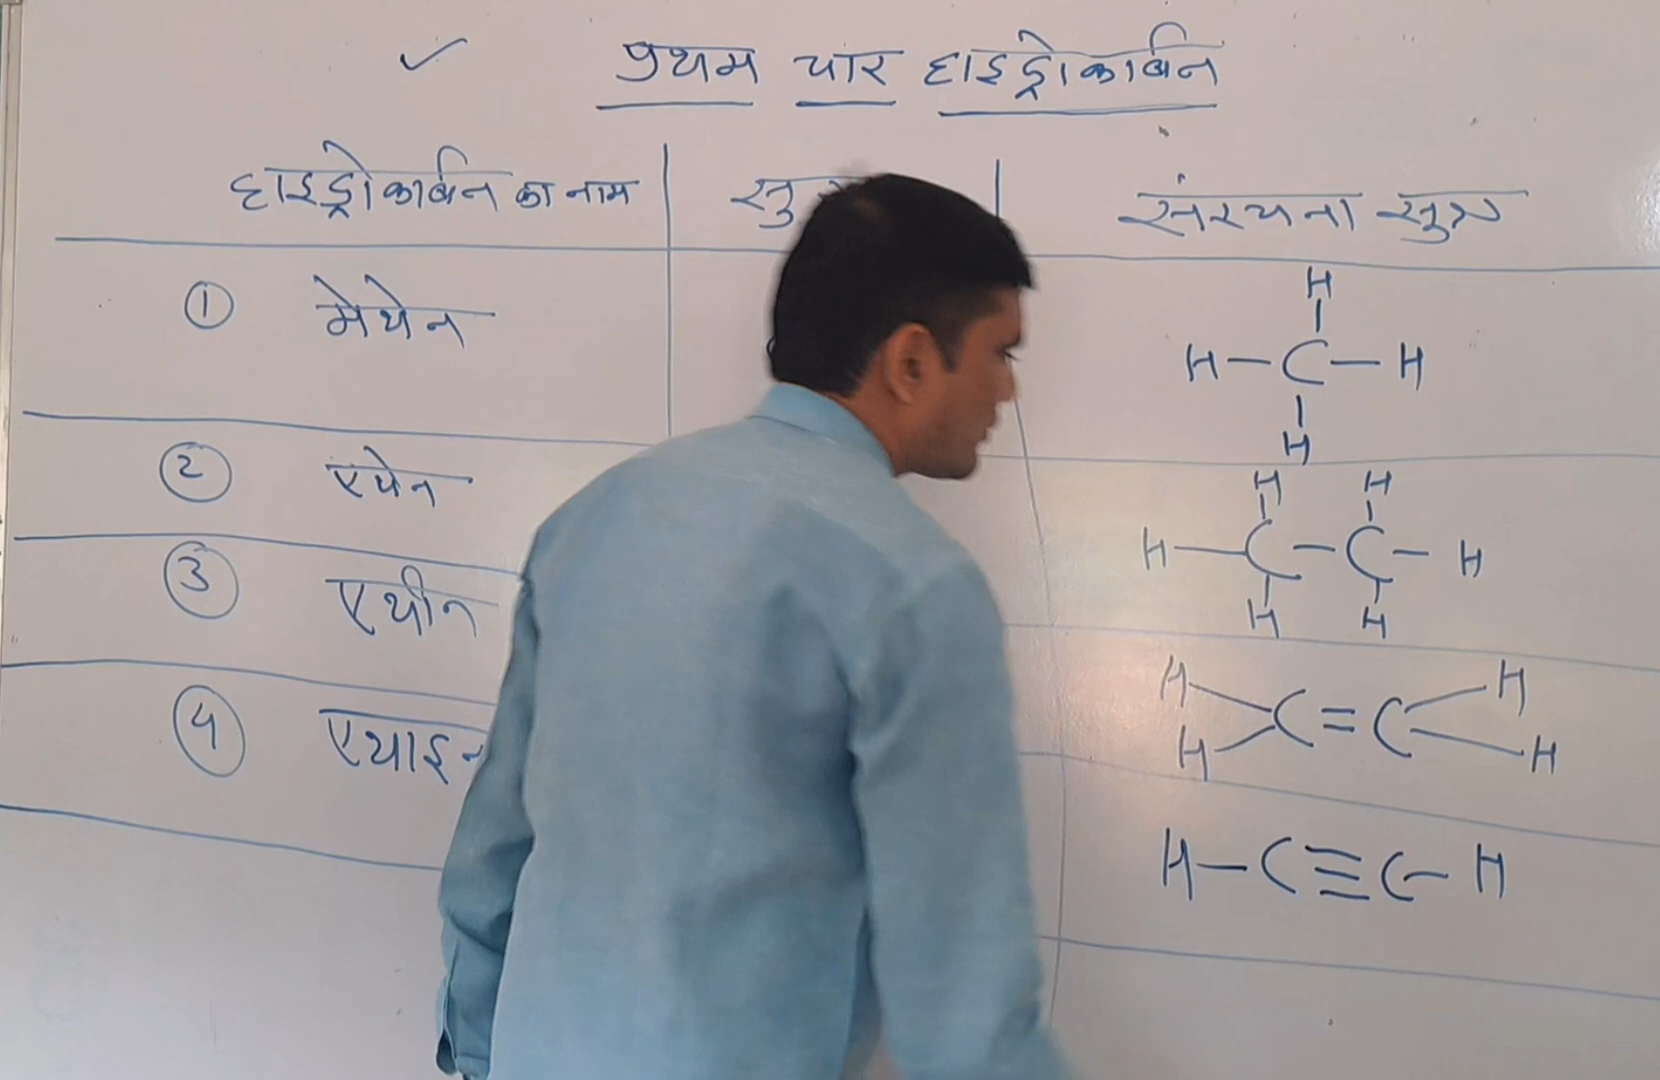 ✓ प्रथम चार हाइड्रोकार्बन
हाइड्रोकार्बन का नाम संरचना सुत्र
① मेथेन
H
H-C-H
H
② एथेन
H H
H-C-C-H
H H
③ एथीन
H H
C=C
H H
④ एथाइन
H-C≡C-H